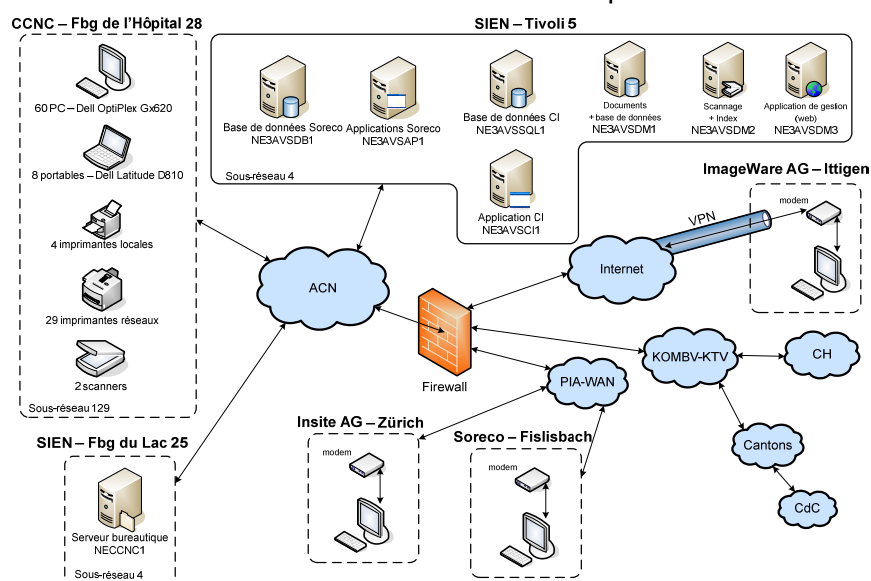 CCNC – Fbg de l'Hôpital 28
60 PC – Dell OptiPlex Gx620
8 portables – Dell Latitude D810
4 imprimantes locales
29 imprimantes réseaux
2 scanners
Sous-réseau 129
SIEN – Tivoli 5
Base de données Soreco
NE3AVSDB1
Applications Soreco
NE3AVSAP1
Base de données CI
NE3AVSSQL1
Documents
+ base de données
NE3AVSDM1
Scannage
+ Index
NE3AVSDM2
Application de gestion
(web)
NE3AVSDM3
Application CI
NE3AVSCI1
Sous-réseau 4
ImageWare AG – Ittigen
modem
VPN
Internet
ACN
Firewall
KOMBV-KTV
CH
PIA-WAN
Cantons
CdC
Insite AG – Zürich
modem
Soreco – Fislisbach
modem
SIEN – Fbg du Lac 25
Serveur bureautique
NECCNC1
Sous-réseau 4